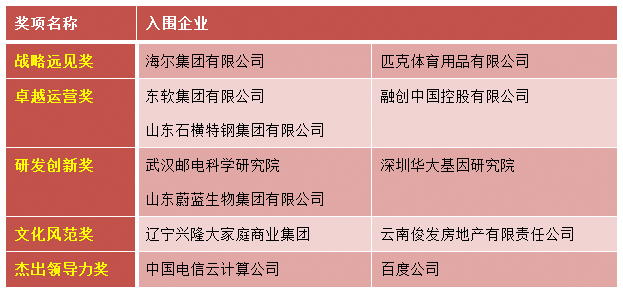 奖项名称 入围企业
战略远见奖 海尔集团有限公司 匹克体育用品有限公司
卓越运营奖 东软集团有限公司 融创中国控股有限公司
山东石横特钢集团有限公司
研发创新奖 武汉邮电科学研究院 深圳华大基因研究院
山东蔚蓝生物集团有限公司
文化风范奖 辽宁兴隆大家庭商业集团 云南俊发房地产有限责任公司
杰出领导力奖 中国电信云计算公司 百度公司